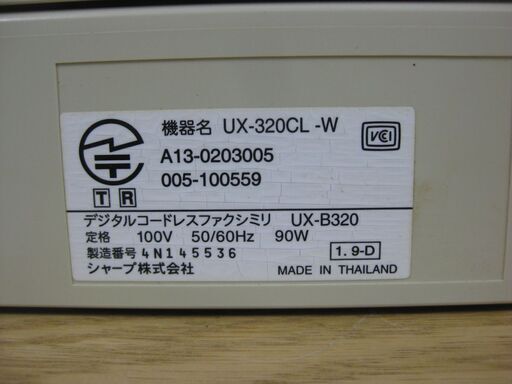 機器名 UX-320CL -W
VCI
A13-0203005
005-100559
T R
デジタルコードレスファクシミリ UX-B320
定格 100V 50/60Hz 90W
製造番号 4N145536
1.9-D
シャープ株式会社 MADE IN THAILAND